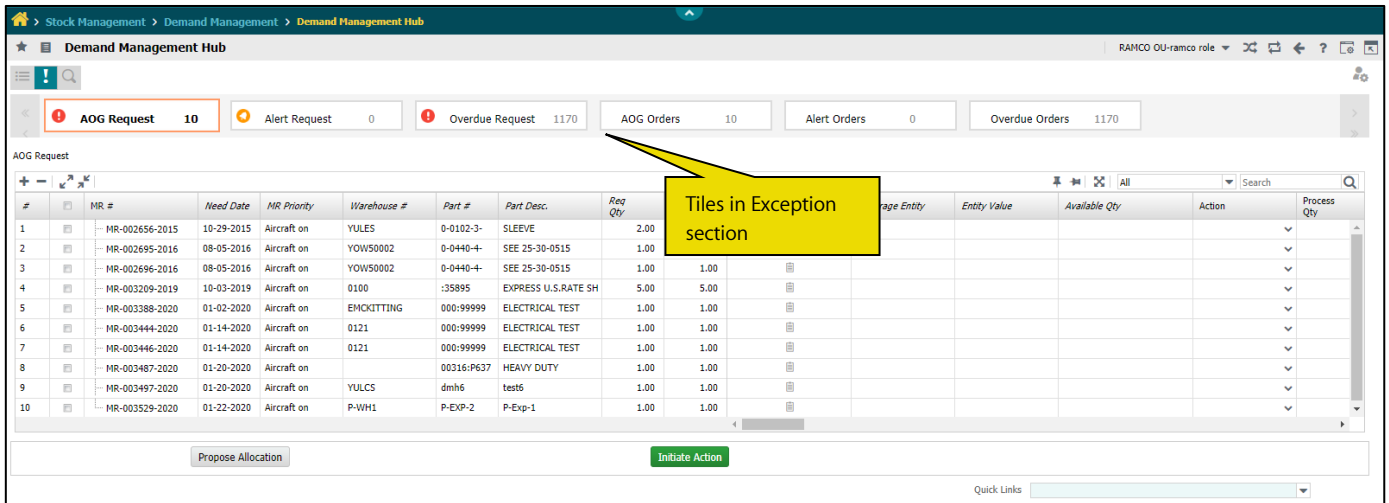 > Stock Management > Demand Management > Demand Management Hub
Demand Management Hub RAMCO OU-ramco role ?
! AOG Request 10 Alert Request 0 ! Overdue Request 1170 AOG Orders 10 Alert Orders 0 Overdue Orders 1170
AOG Request
All Search
# MR # Need Date MR Priority Warehouse # Part # Part Desc. Req Qty rage Entity Entity Value Available Qty Action Process Qty
1 MR-002656-2015 10-29-2015 Aircraft on YULES 0-0102-3- SLEEVE 2.00
2 MR-002695-2016 08-05-2016 Aircraft on YOW50002 0-0440-4- SEE 25-30-0515 1.00
3 MR-002696-2016 08-05-2016 Aircraft on YOW50002 0-0440-4- SEE 25-30-0515 1.00 1.00
4 MR-003209-2019 10-03-2019 Aircraft on 0100 :35895 EXPRESS U.S.RATE SH 5.00 5.00
5 MR-003388-2020 01-02-2020 Aircraft on EMCKITTING 000:99999 ELECTRICAL TEST 1.00 1.00
6 MR-003444-2020 01-14-2020 Aircraft on 0121 000:99999 ELECTRICAL TEST 1.00 1.00
7 MR-003446-2020 01-14-2020 Aircraft on 0121 000:99999 ELECTRICAL TEST 1.00 1.00
8 MR-003487-2020 01-20-2020 Aircraft on 00316:P637 HEAVY DUTY 1.00 1.00
9 MR-003497-2020 01-20-2020 Aircraft on YULCS dmh6 test6 1.00 1.00
10 MR-003529-2020 01-22-2020 Aircraft on P-WH1 P-EXP-2 P-Exp-1 1.00 1.00
Tiles in Exception
section
Propose Allocation Initiate Action
Quick Links